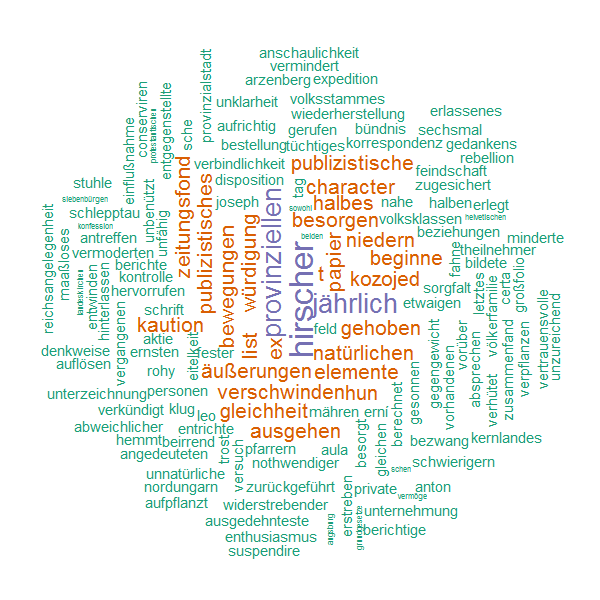 anschaulichkeit
vermindert
arzenberg expedition
provinzialstadt
unklarheit
volksstammes
wiederherstellung
erlassenes
conserviren
protestantischen
entgegenstellte
einflußnahme
aufrichtig
gerufen
bündnis
sechsmal
sche
bestellung
tüchtiges
korrespondenz
gedankens
rebellion
zeitungsfond
verbindlichkeit
publizistische
feindschaft
stuhle
publizistisches
disposition
tag
character
zugesichert
siebenbürgen
unbenützt
schlepptau
joseph
provinziellen
sowohl
halbes
nahe
halben
erlegt
helvetischen
konfession
unfähig
besorgen
volksklassen
reichsangelegenheit
maaßloses
antreffen
bewegungen
würdigung
beiden
niedern
beziehungen
minderte
vermoderten
hirscher
papier
beginne
fahne
theilnehmer
berichte
kontrolle
t
kozojed
sorgfalt
bildete
großfolio
landeskirchen
entwinden
hinterlassen
hervorrufen
jährlich
etwaigen
letztes
völkerfamilie
certa
schrift
kaution
list
feld
gehoben
aktie
vergangenen
denkweise
ernsten
eitelkeit
fester
ex
natürlichen
gegengewicht
vorüber
zusammenfand
verpflanzen
vertrauensvolle
unzureichend
auflösen
rohy
äußerungen
elemente
vorhandenen
absprechen
verhütet
unterzeichnung
personen
verschwinden
hun
gesonnen
verkündigt
klug
leo
gleichheit
mähren
erní
berechnet
abweichlicher
entrichte
ausgehen
hemmt
beirrend
troste
pfarrern
aula
besorgt
gleichen
bezwang
kernlandes
angedeuteten
versuch
nothwendiger
schen
schwierigern
unnatürliche
nordungarn
zurückgeführt
private
anton
vermöge
aufpflanzt
widerstrebender
erstreben
grundgesetze
unternehmung
ausgedehnteste
augsburg
berichtige
enthusiasmus
suspendire